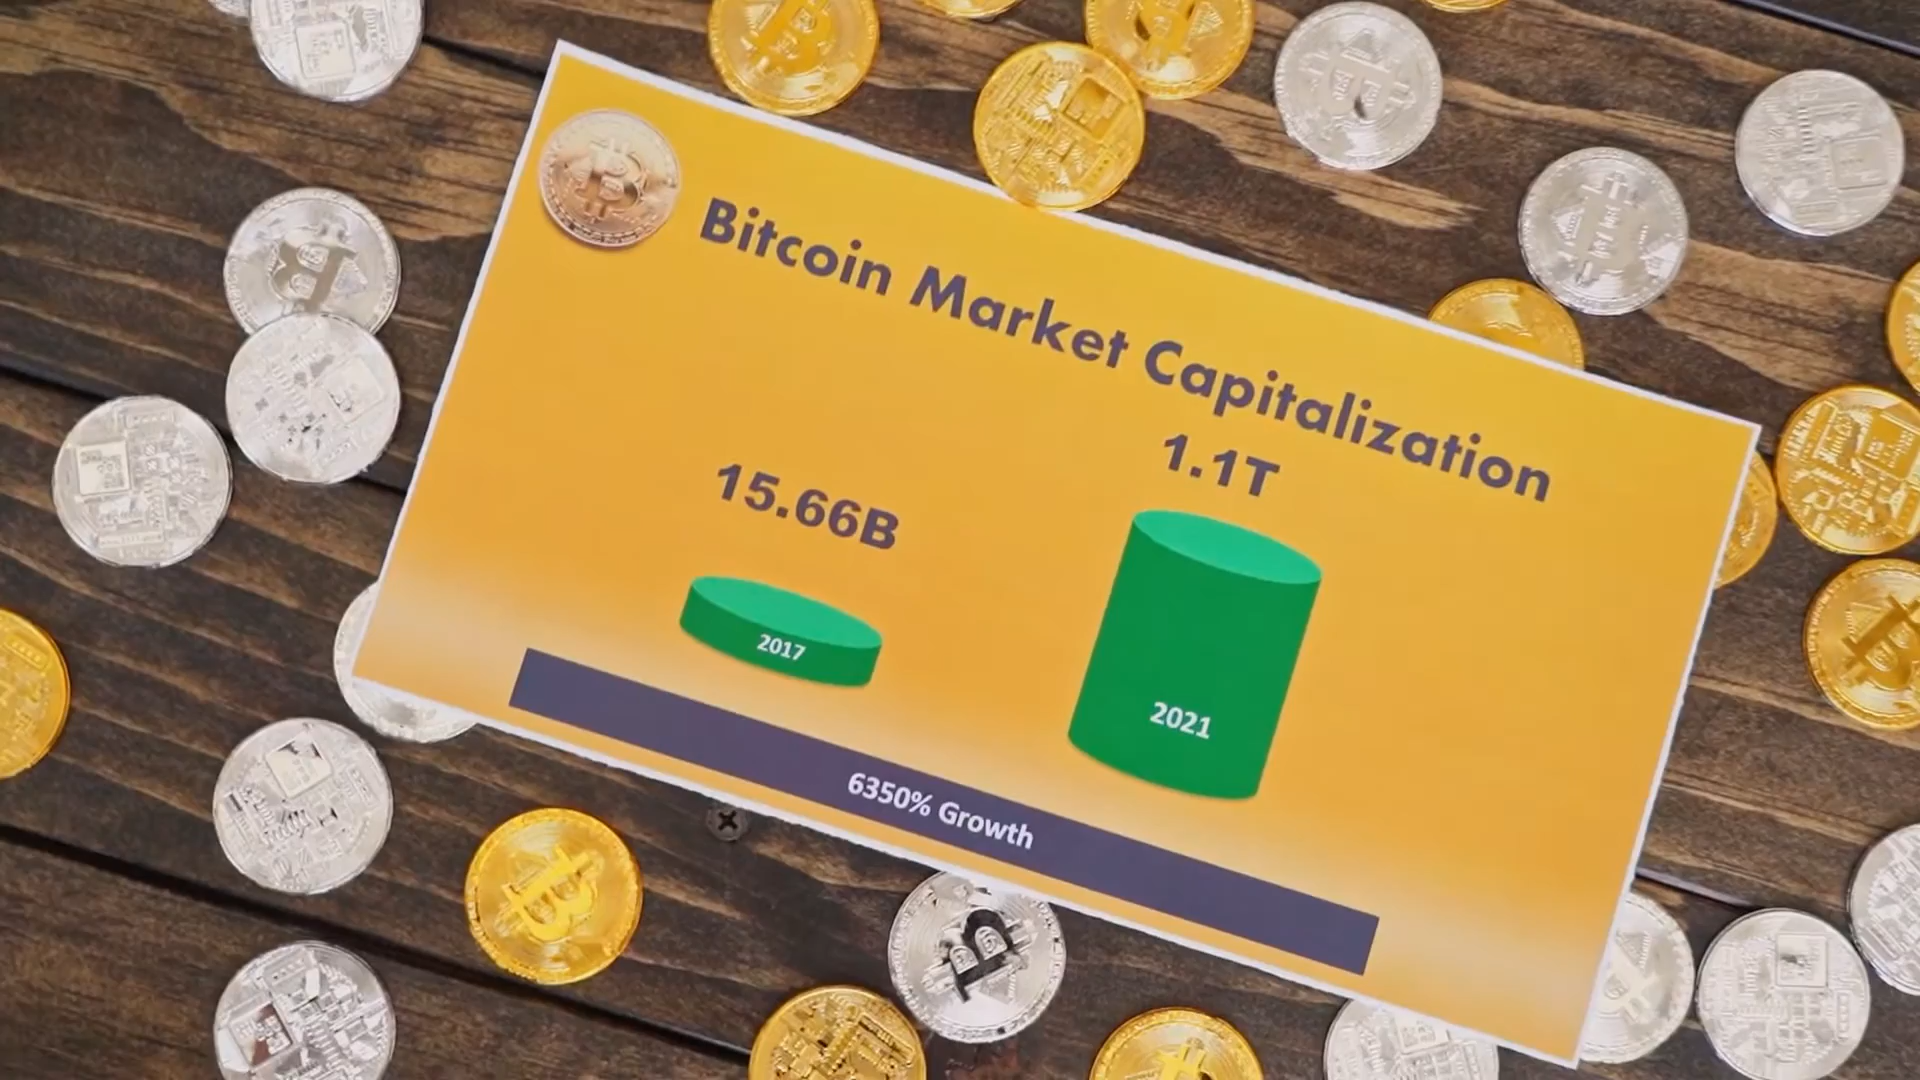 Bitcoin Market Capitalization
15.66B
1.1T
2017
2021
6350% Growth